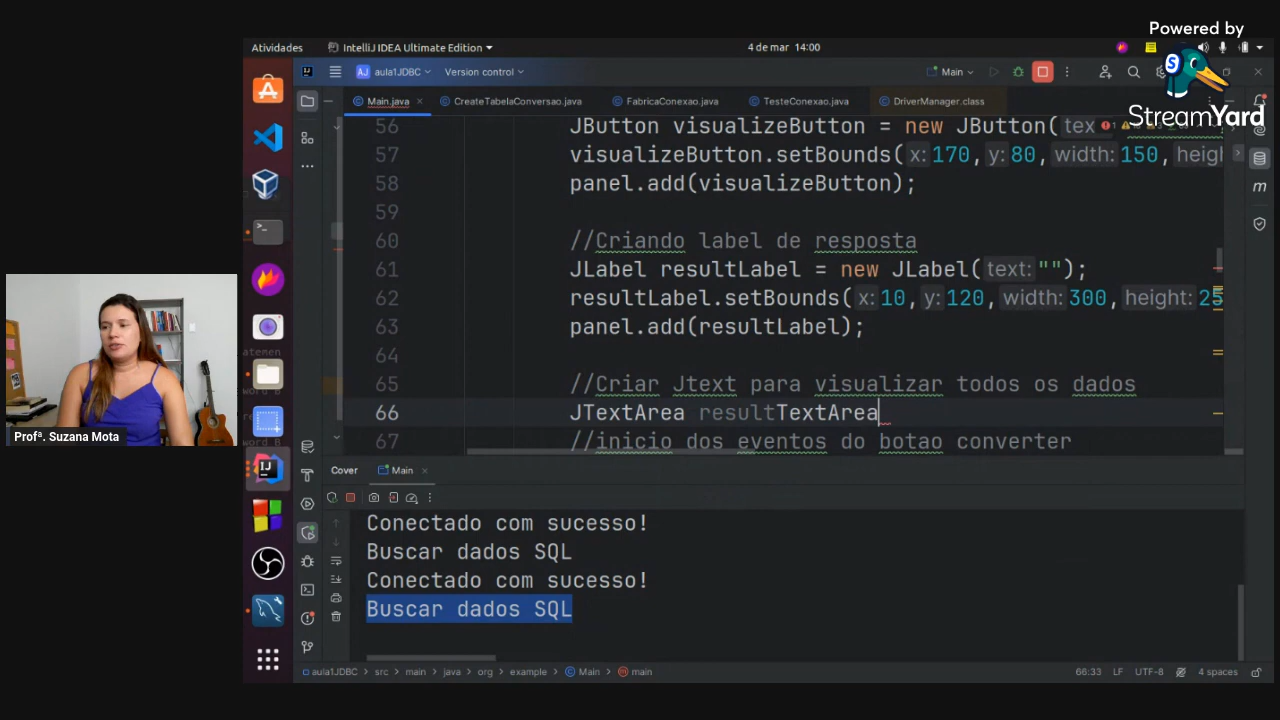 Powered by
StreamYard
Atividades
IntelliJ IDEA Ultimate Edition
4 de mar 14:00
AJ aula1JDBC
Version control
Main
Main.java
CreateTabelaConversao.java
FabricaConexao.java
TesteConexao.java
DriverManager.class
56 JButton visualizeButton = new JButton( tex
57 visualizeButton.setBounds( x: 170, y: 80, width: 150, heigh
58 panel.add(visualizeButton);
59
60 //Criando label de resposta
61 JLabel resultLabel = new JLabel( text: "");
62 resultLabel.setBounds( x: 10, y: 120, width: 300, height: 25
63 panel.add(resultLabel);
64
65 //Criar Jtext para visualizar todos os dados
66 JTextArea resultTextArea
67 //inicio dos eventos do botao converter
Profª. Suzana Mota
Cover
Main
Conectado com sucesso!
Buscar dados SQL
Conectado com sucesso!
Buscar dados SQL
aula1JDBC > src > main > java > org > example > Main > main
66:33 LF UTF-8 4 spaces